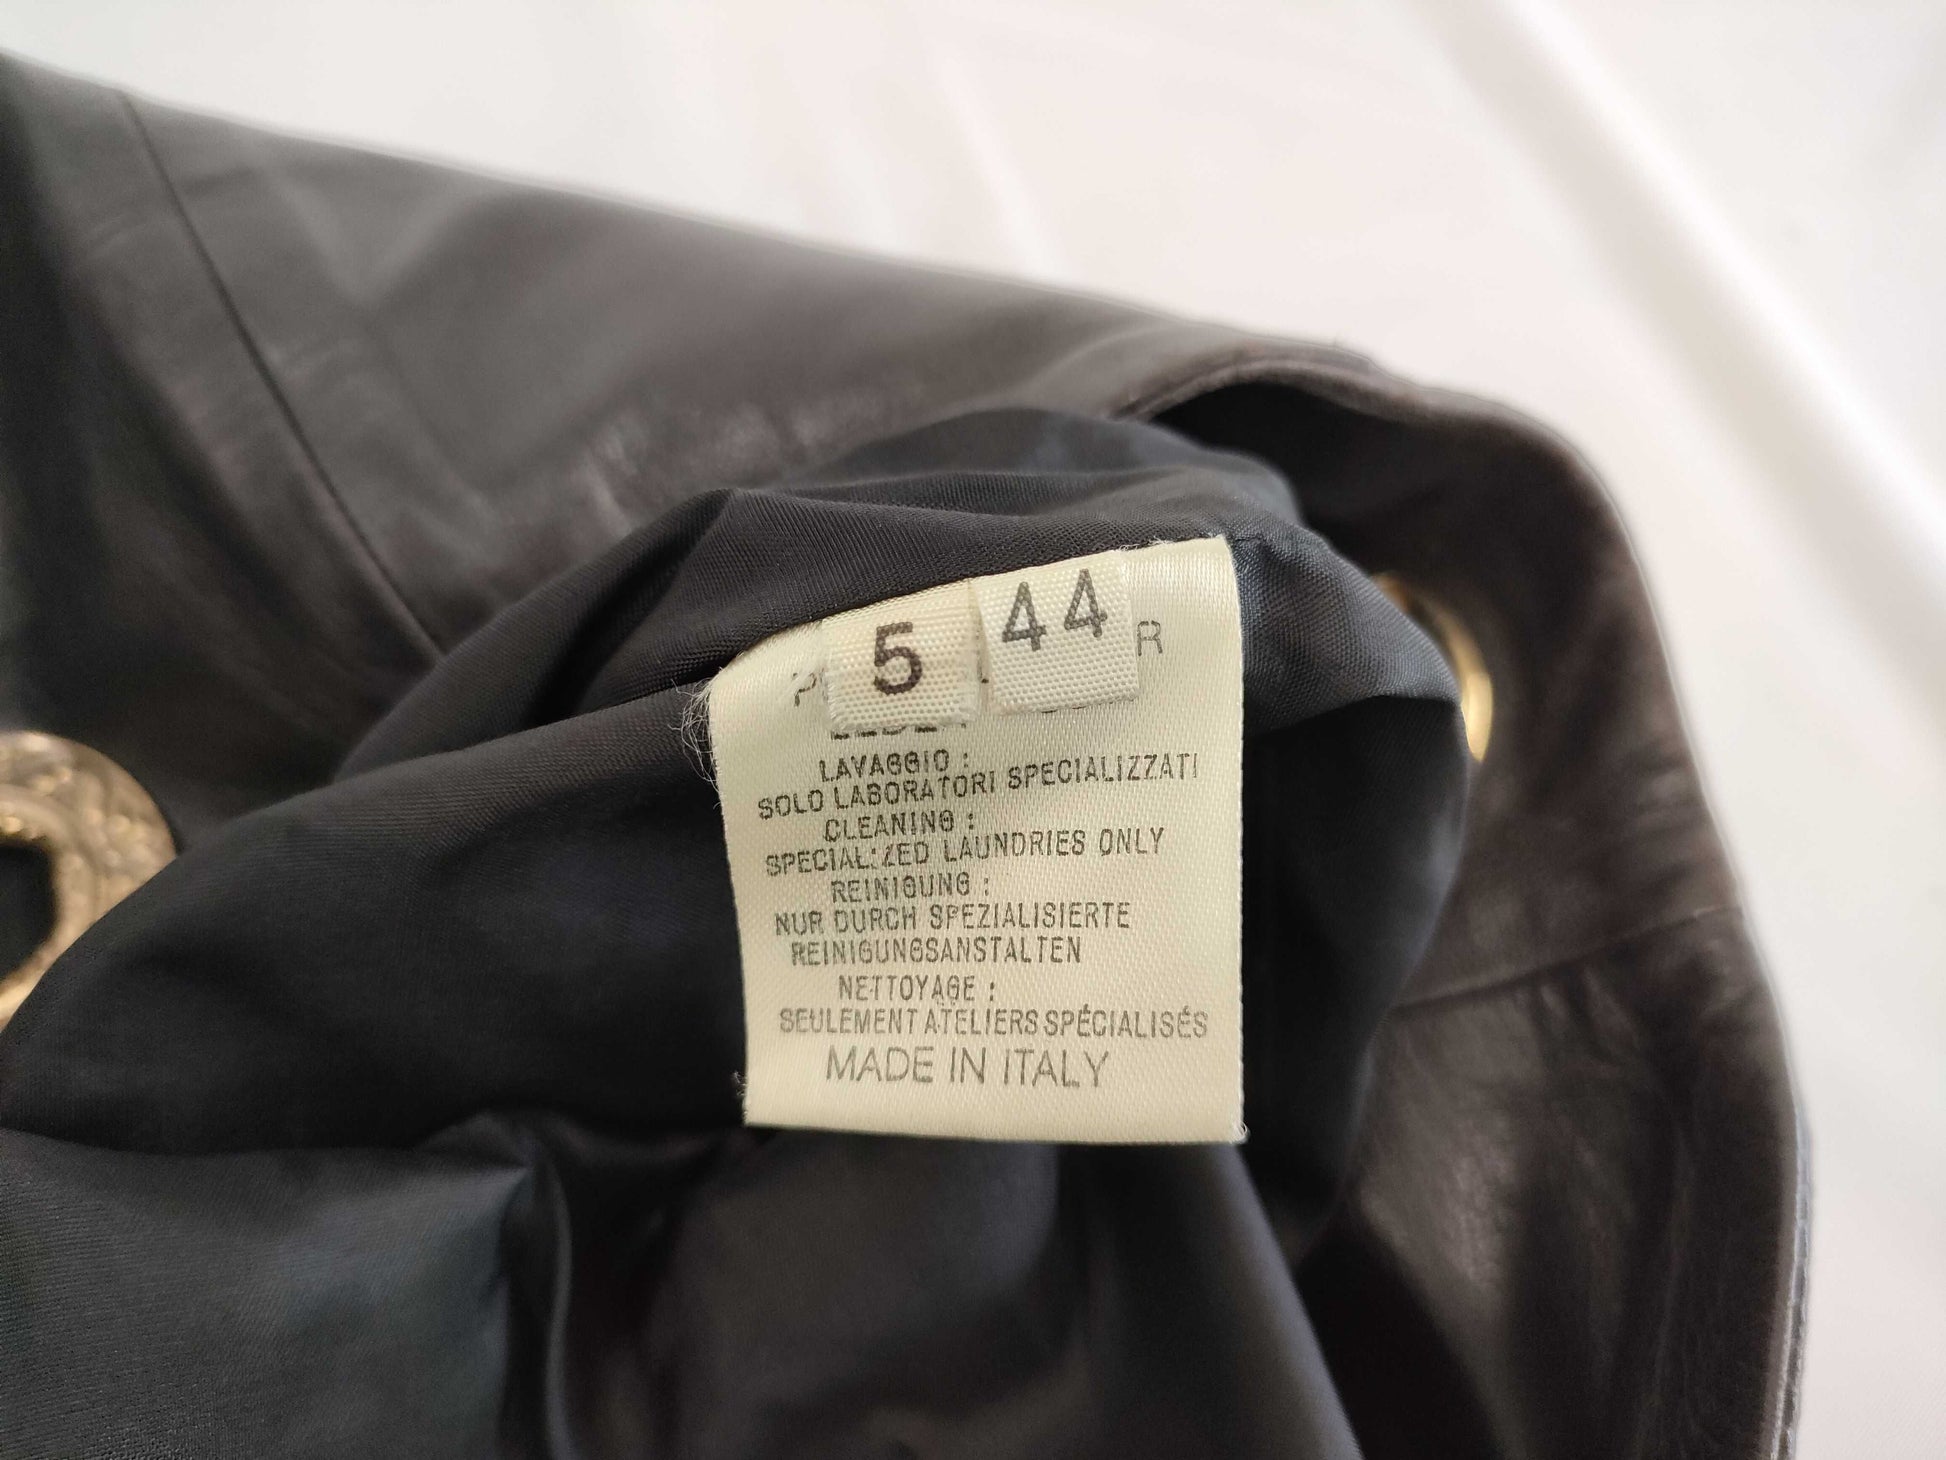 5 44
R
LAVAGGIO :
SOLO LABORATORI SPECIALIZZATI
CLEANING :
SPECIALIZED LAUNDRIES ONLY
REINIGUNG :
NUR DURCH SPEZIALISIERTE
REINIGUNGSANSTALTEN
NETTOYAGE :
SEULEMENT ATELIERS SPÉCIALISÉS
MADE IN ITALY